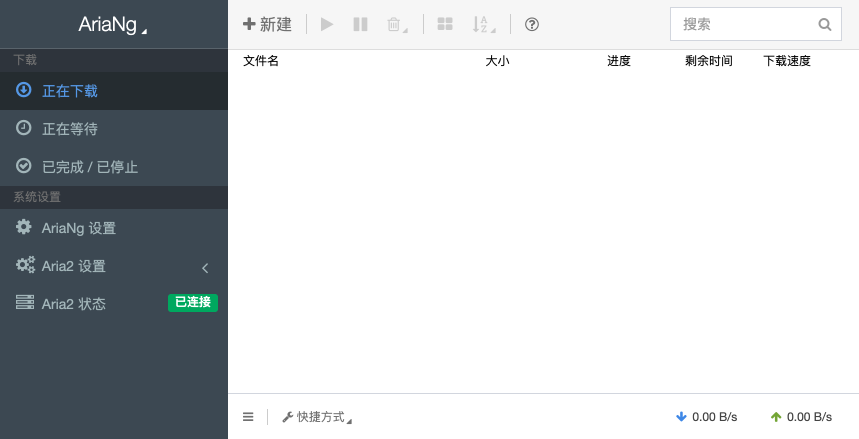 AriaNg
新建
搜索
下载
文件名 大小 进度 剩余时间 下载速度
正在下载
正在等待
已完成 / 已停止
系统设置
AriaNg 设置
Aria2 设置
Aria2 状态 已连接
快捷方式 0.00 B/s 0.00 B/s